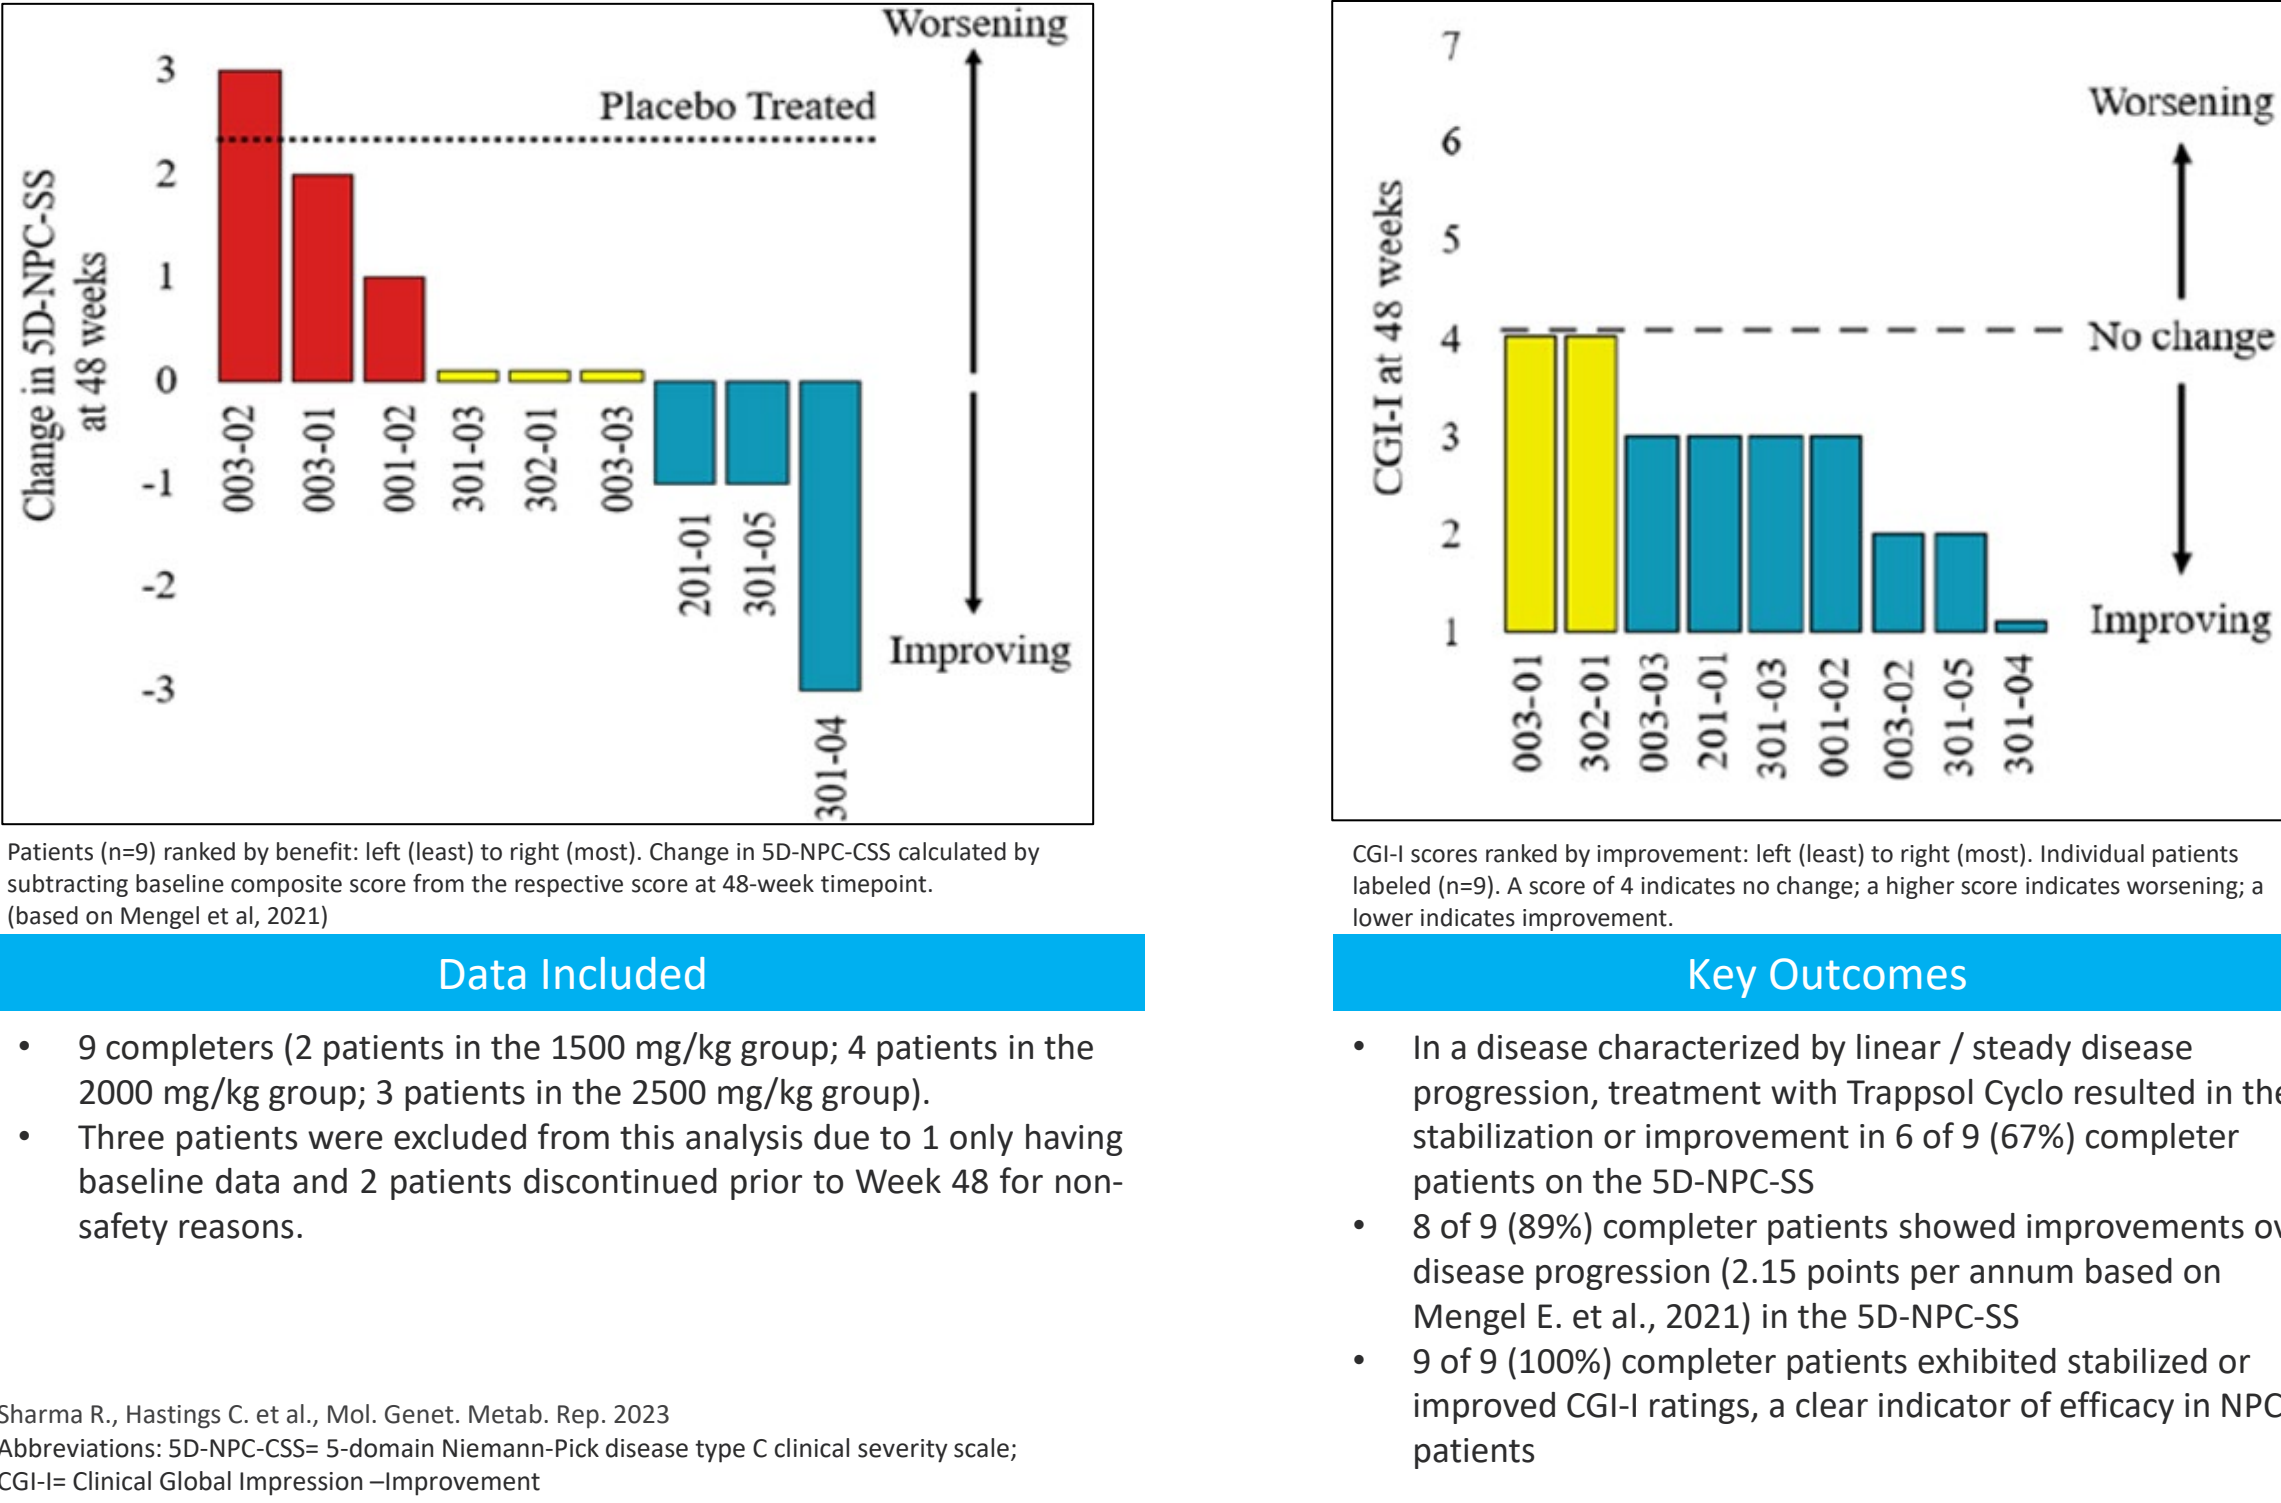 Worsening
3
Placebo Treated
2
1
0
-1
-2
-3
Change in 5D-NPC-SS
at 48 weeks
003-02
003-01
001-02
301-03
302-01
003-03
201-01
301-05
301-04
Improving
Patients (n=9) ranked by benefit: left (least) to right (most). Change in 5D-NPC-CSS calculated by
subtracting baseline composite score from the respective score at 48-week timepoint.
(based on Mengel et al, 2021)
7
6
5
4
3
2
1
CGI-I at 48 weeks
Worsening
No change
Improving
003-01
302-01
003-03
201-01
301-03
001-02
003-02
301-05
301-04
CGI-I scores ranked by improvement: left (least) to right (most). Individual patients
labeled (n=9). A score of 4 indicates no change; a higher score indicates worsening; a
lower indicates improvement.
Data Included
• 9 completers (2 patients in the 1500 mg/kg group; 4 patients in the
2000 mg/kg group; 3 patients in the 2500 mg/kg group).
• Three patients were excluded from this analysis due to 1 only having
baseline data and 2 patients discontinued prior to Week 48 for non-
safety reasons.
Key Outcomes
• In a disease characterized by linear / steady disease
progression, treatment with Trappsol Cyclo resulted in the
stabilization or improvement in 6 of 9 (67%) completer
patients on the 5D-NPC-SS
• 8 of 9 (89%) completer patients showed improvements
disease progression (2.15 points per annum based on
Mengel E. et al., 2021) in the 5D-NPC-SS
• 9 of 9 (100%) completer patients exhibited stabilized or
improved CGI-I ratings, a clear indicator of efficacy in NPC
patients
Sharma R., Hastings C. et al., Mol. Genet. Metab. Rep. 2023
Abbreviations: 5D-NPC-CSS= 5-domain Niemann-Pick disease type C clinical severity scale;
CGI-I= Clinical Global Impression –Improvement